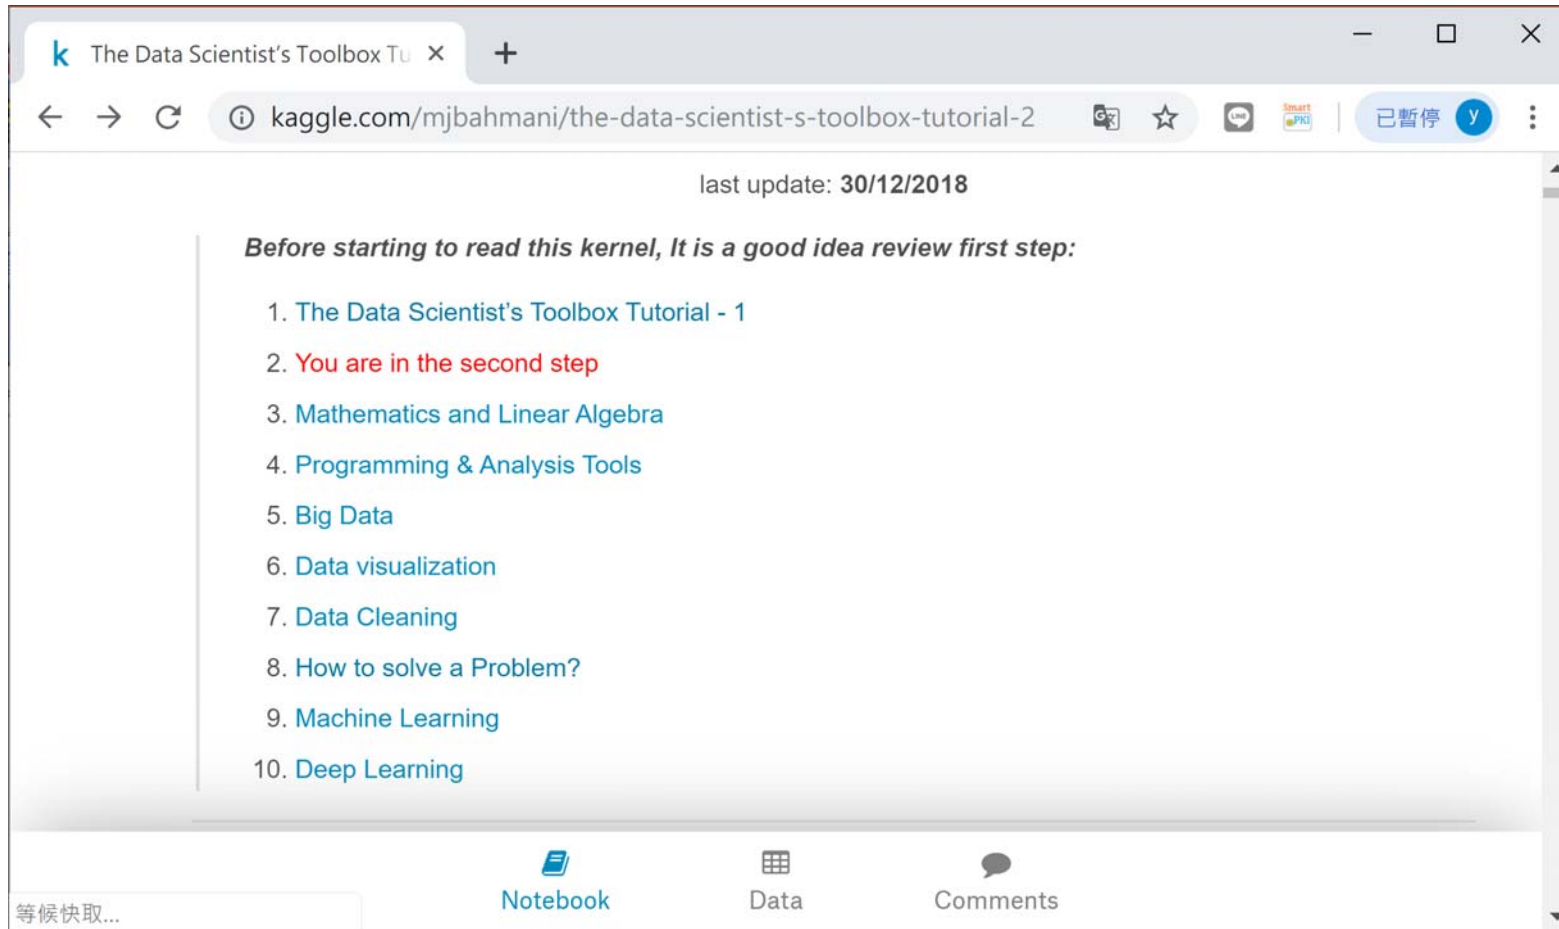 k The Data Scientist's Toolbox Tu
kaggle.com/mjbahmani/the-data-scientist-s-toolbox-tutorial-2
LINE
Smart
PKI
已暫停 y
last update: 30/12/2018
Before starting to read this kernel, It is a good idea review first step:
1. The Data Scientist's Toolbox Tutorial - 1
2. You are in the second step
3. Mathematics and Linear Algebra
4. Programming & Analysis Tools
5. Big Data
6. Data visualization
7. Data Cleaning
8. How to solve a Problem?
9. Machine Learning
10. Deep Learning
Notebook Data Comments
等候快取...